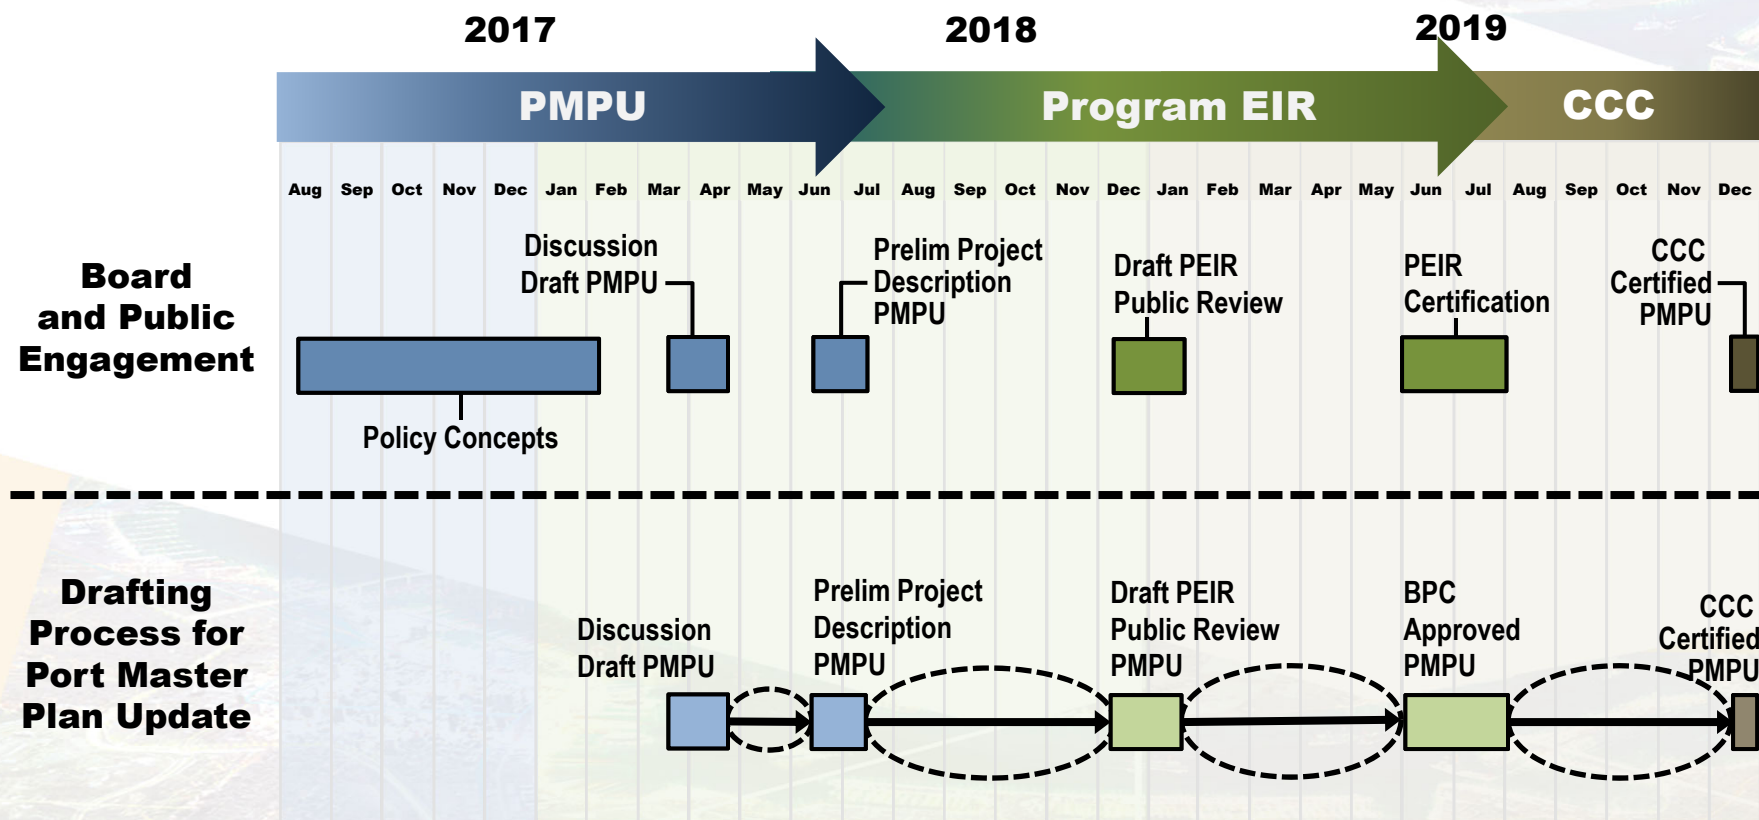 2017 2018 2019
PMPU Program EIR CCC
Aug Sep Oct Nov Dec Jan Feb Mar Apr May Jun Jul Aug Sep Oct Nov Dec Jan Feb Mar Apr May Jun Jul Aug Sep Oct Nov Dec
Board
and Public
Engagement
Discussion
Draft PMPU
Prelim Project
Description
PMPU
Draft PEIR
Public Review
PEIR
Certification
CCC
Certified
PMPU
Policy Concepts
Drafting
Process for
Port Master
Plan Update
Discussion
Draft PMPU
Prelim Project
Description
PMPU
Draft PEIR
Public Review
PMPU
BPC
Approved
PMPU
CCC
Certified
PMPU